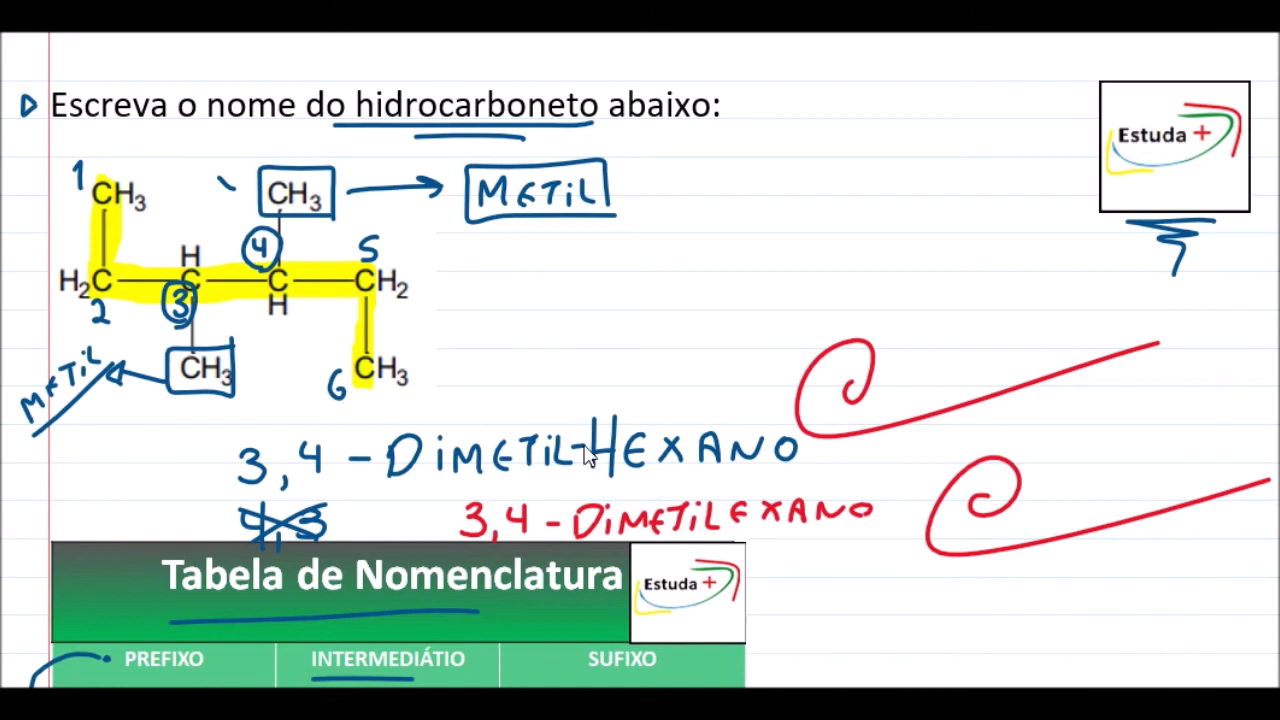 Escreva o nome do hidrocarboneto abaixo:
Estuda +
1 CH3 CH3 METIL
H 4 5
H2C C C CH2
2 3 H
METIL CH3 6 CH3
3,4 - DiMETiL-HEXANO
4,3 3,4 - DiMETiLEXANO
Tabela de Nomenclatura Estuda +
PREFIXO INTERMEDIÁTIO SUFIXO